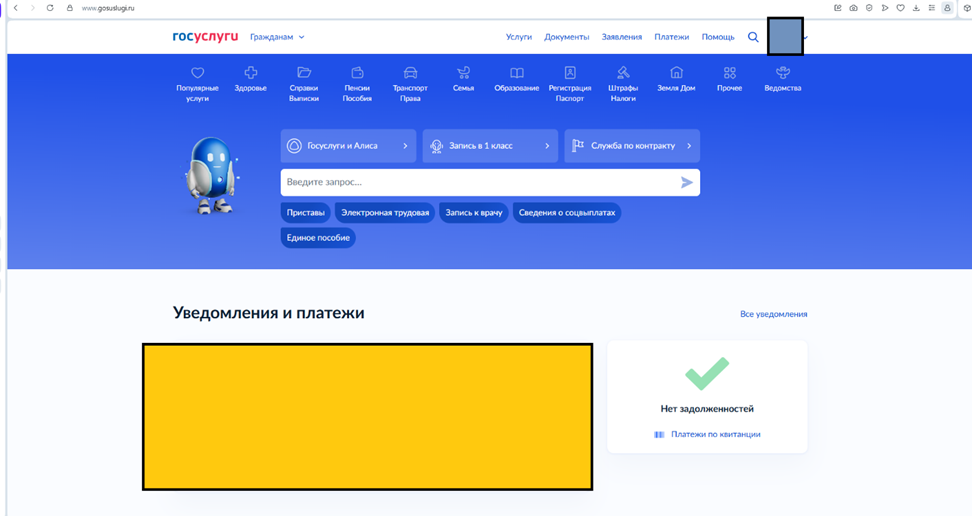 www.gosuslugi.ru
госуслуги Гражданам Услуги Документы Заявления Платежи Помощь
Популярные услуги
Здоровье
Справки Выписки
Пенсии Пособия
Транспорт Права
Семья
Образование
Регистрация Паспорт
Штрафы Налоги
Земля Дом
Прочее
Ведомства
Госуслуги и Алиса
Запись в 1 класс
Служба по контракту
Введите запрос...
Приставы Электронная трудовая Запись к врачу Сведения о соцвыплатах
Единое пособие
Уведомления и платежи
Все уведомления
Нет задолженностей
Платежи по квитанции